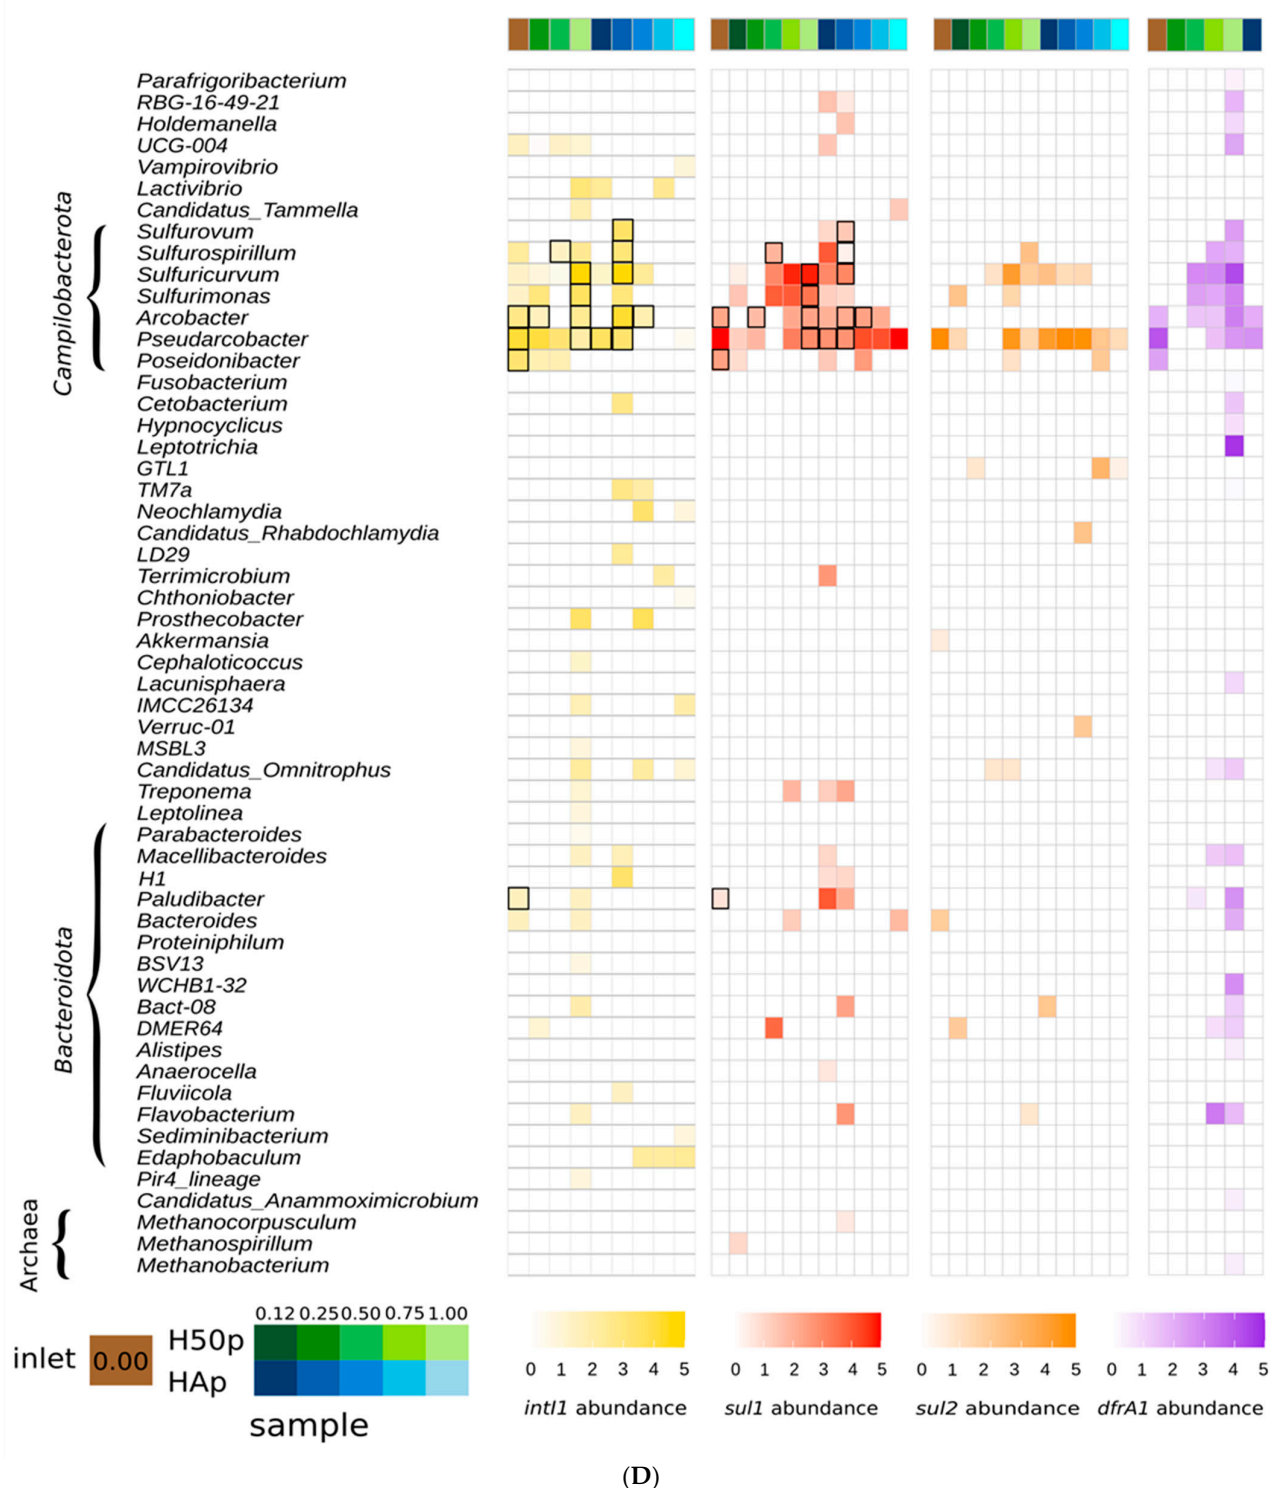 Parafrigoribacterium
RBG-16-49-21
Holdemanella
UCG-004
Vampirovibrio
Lactivibrio
Candidatus_Tammella
Sulfurovum
Sulfurospirillum
Sulfuricurvum
Sulfurimonas
Arcobacter
Pseudarcobacter
Poseidonibacter
Campilobacterota
Fusobacterium
Cetobacterium
Hypnocyclicus
Leptotrichia
GTL1
TM7a
Neochlamydia
Candidatus_Rhabdochlamydia
LD29
Terrimicrobium
Chthoniobacter
Prosthecobacter
Akkermansia
Cephaloticoccus
Lacunisphaera
IMCC26134
Verruc-01
MSBL3
Candidatus_Omnitrophus
Treponema
Leptolinea
Parabacteroides
Macellibacteroides
H1
Paludibacter
Bacteroides
Proteiniphilum
BSV13
WCHB1-32
Bact-08
DMER64
Alistipes
Anaerocella
Fluviicola
Flavobacterium
Sediminibacterium
Edaphobaculum
Bacteroidota
Pir4_lineage
Candidatus_Anammoximicrobium
Methanocorpusculum
Methanospirillum
Methanobacterium
Archaea
0.12 0.25 0.50 0.75 1.00
inlet 0.00 H50p
HAp
sample
0 1 2 3 4 5
intI1 abundance
0 1 2 3 4 5
sul1 abundance
0 1 2 3 4 5
sul2 abundance
0 1 2 3 4 5
dfrA1 abundance
(D)